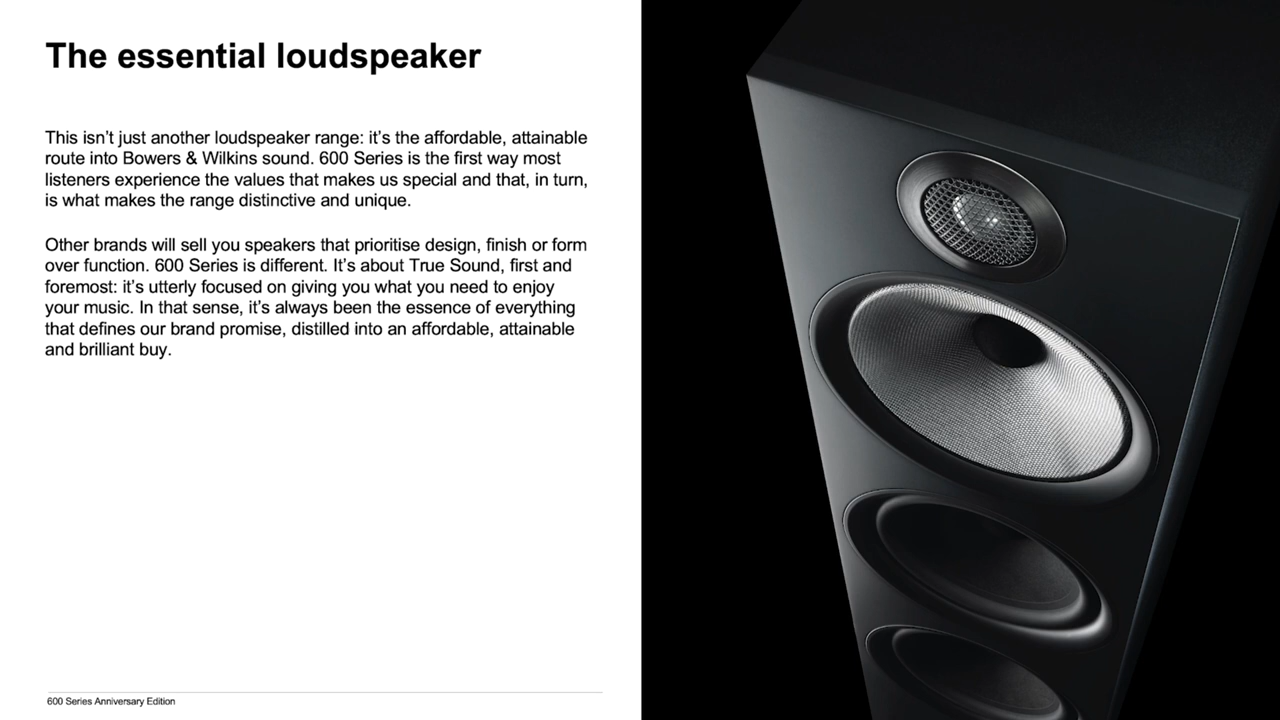 The essential loudspeaker
This isn’t just another loudspeaker range: it’s the affordable, attainable
route into Bowers & Wilkins sound. 600 Series is the first way most
listeners experience the values that makes us special and that, in turn,
is what makes the range distinctive and unique.
Other brands will sell you speakers that prioritise design, finish or form
over function. 600 Series is different. It’s about True Sound, first and
foremost: it’s utterly focused on giving you what you need to enjoy
your music. In that sense, it’s always been the essence of everything
that defines our brand promise, distilled into an affordable, attainable
and brilliant buy.
600 Series Anniversary Edition